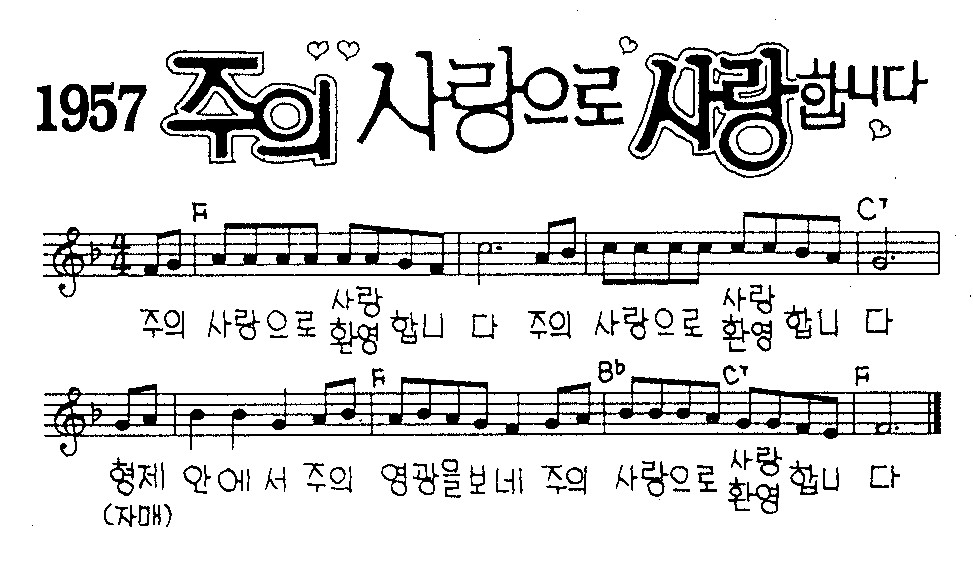 1957 주의 사랑으로 사랑합니다
F C7
사랑
주의 사랑으로 환영 합니 다 주의 사랑으로 환영 합니 다
사랑
F Bb C7 F
형제 안에서 주의 영광을보네 주의 사랑으로 사랑 합니 다
환영
(자매)